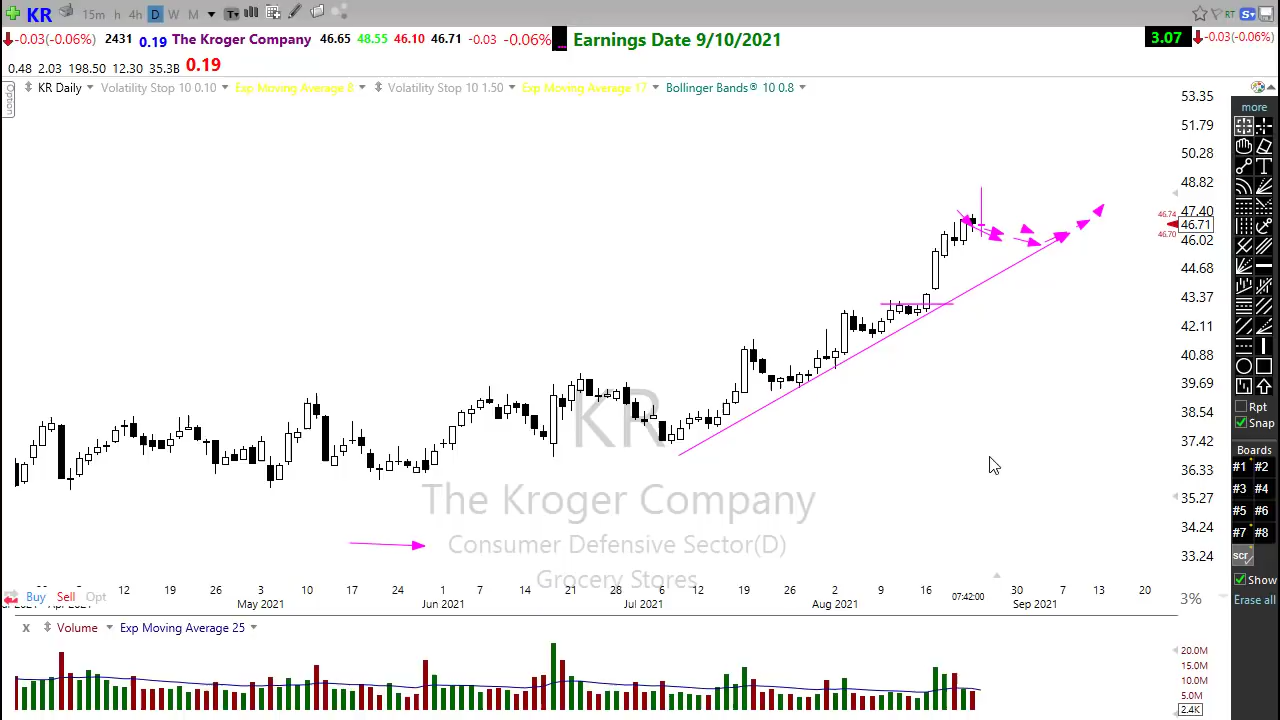 KR 15m h 4h D W M T
RT S
-0.03(-0.06%) 2431 0.19 The Kroger Company 46.65 48.55 46.10 46.71 -0.03 -0.06% Earnings Date 9/10/2021 3.07 -0.03(-0.06%)
0.48 2.03 198.50 12.30 35.3B 0.19
Option
KR Daily Volatility Stop 10 0.10 Exp Moving Average 8 Volatility Stop 10 1.50 Exp Moving Average 17 Bollinger Bands® 10 0.8
53.35
51.79
50.28
48.82
47.40
46.74
46.71
46.70
46.02
44.68
43.37
42.11
40.88
39.69
38.54
37.42
36.33
35.27
34.24
33.24
more
Rpt
Snap
Boards
#1 #2
#3 #4
#5 #6
#7 #8
scr
Show
Erase all
KR
The Kroger Company
Consumer Defensive Sector(D)
Grocery Stores
12 19 26 3 10 17 24 1 7 14 21 28 6 12 19 26 2 9 16 30 7 13 20
May 2021 Jun 2021 Jul 2021 Aug 2021 07:42:00 Sep 2021
Buy Sell Opt
3%
X Volume Exp Moving Average 25
20.0M
15.0M
10.0M
5.0M
2.4K